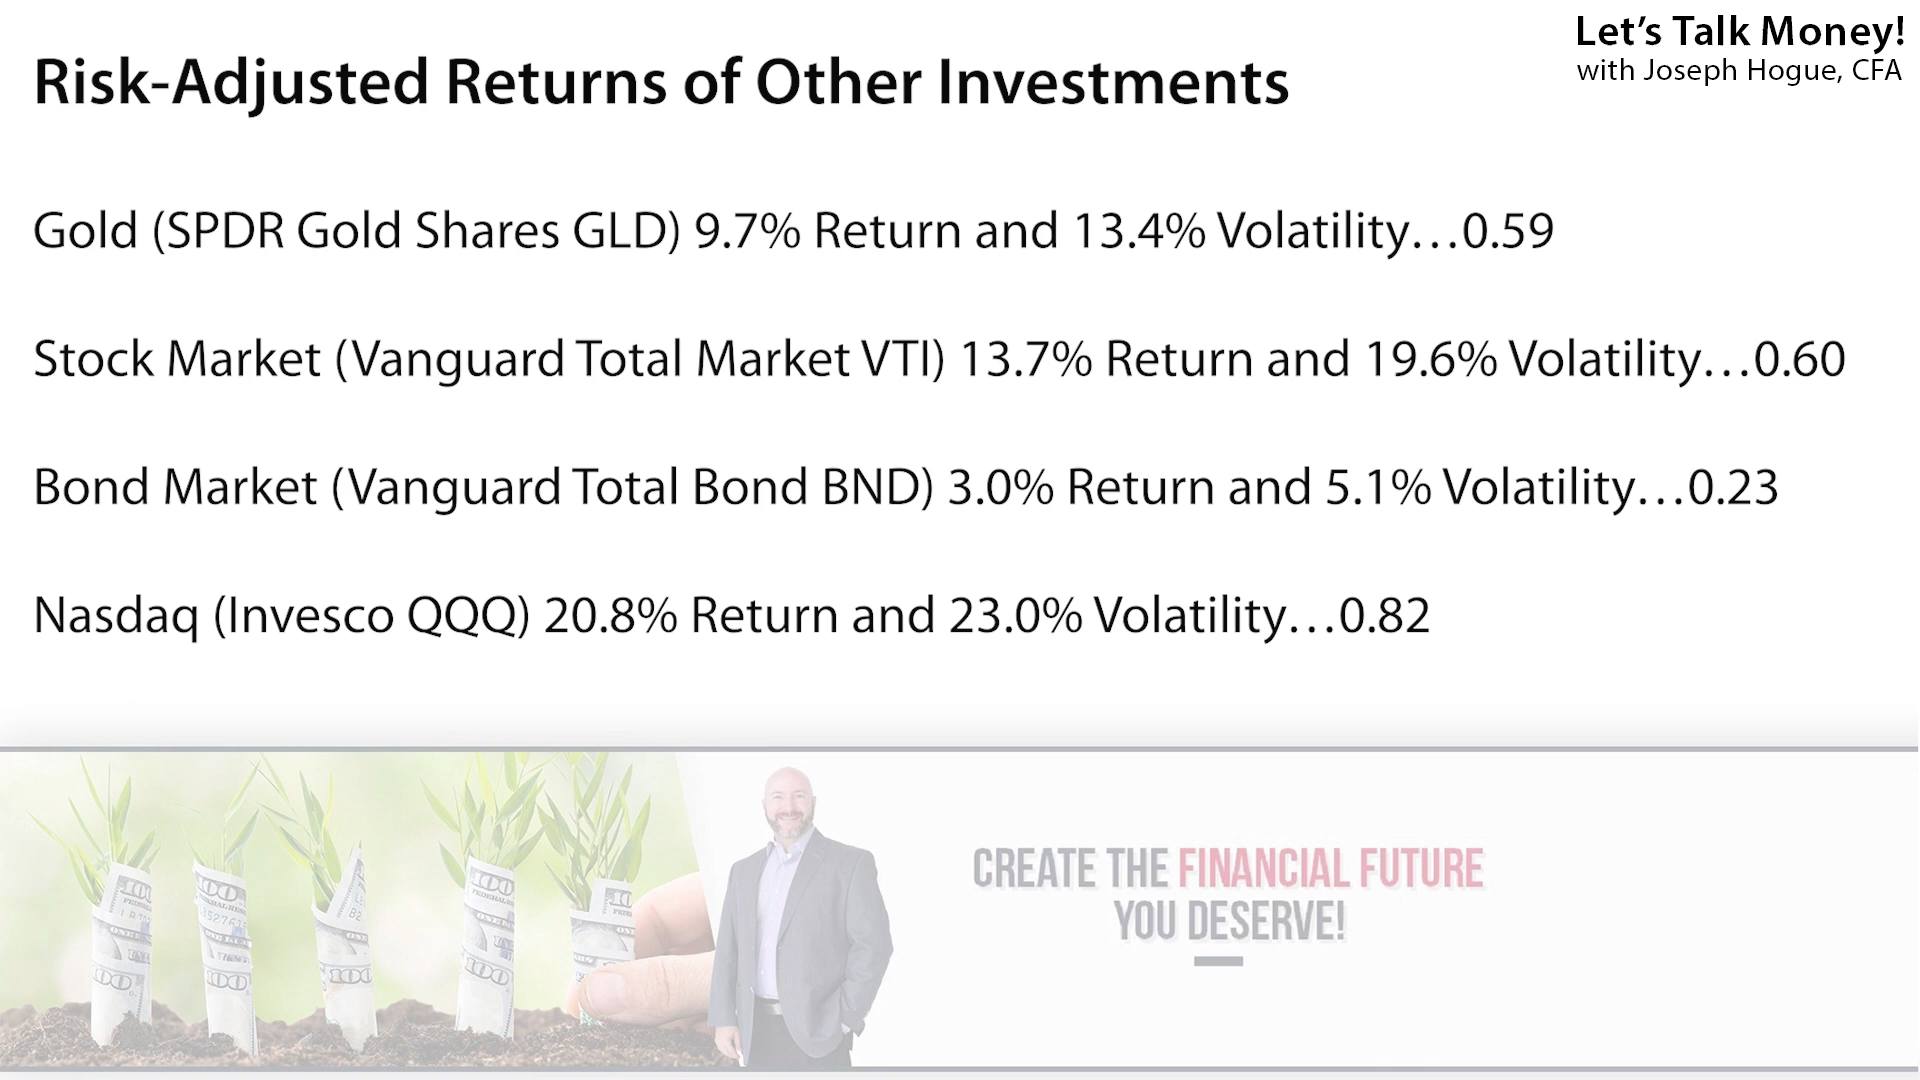 Let's Talk Money!
with Joseph Hogue, CFA
Risk-Adjusted Returns of Other Investments
Gold (SPDR Gold Shares GLD) 9.7% Return and 13.4% Volatility…0.59
Stock Market (Vanguard Total Market VTI) 13.7% Return and 19.6% Volatility…0.60
Bond Market (Vanguard Total Bond BND) 3.0% Return and 5.1% Volatility…0.23
Nasdaq (Invesco QQQ) 20.8% Return and 23.0% Volatility…0.82
CREATE THE FINANCIAL FUTURE
YOU DESERVE!